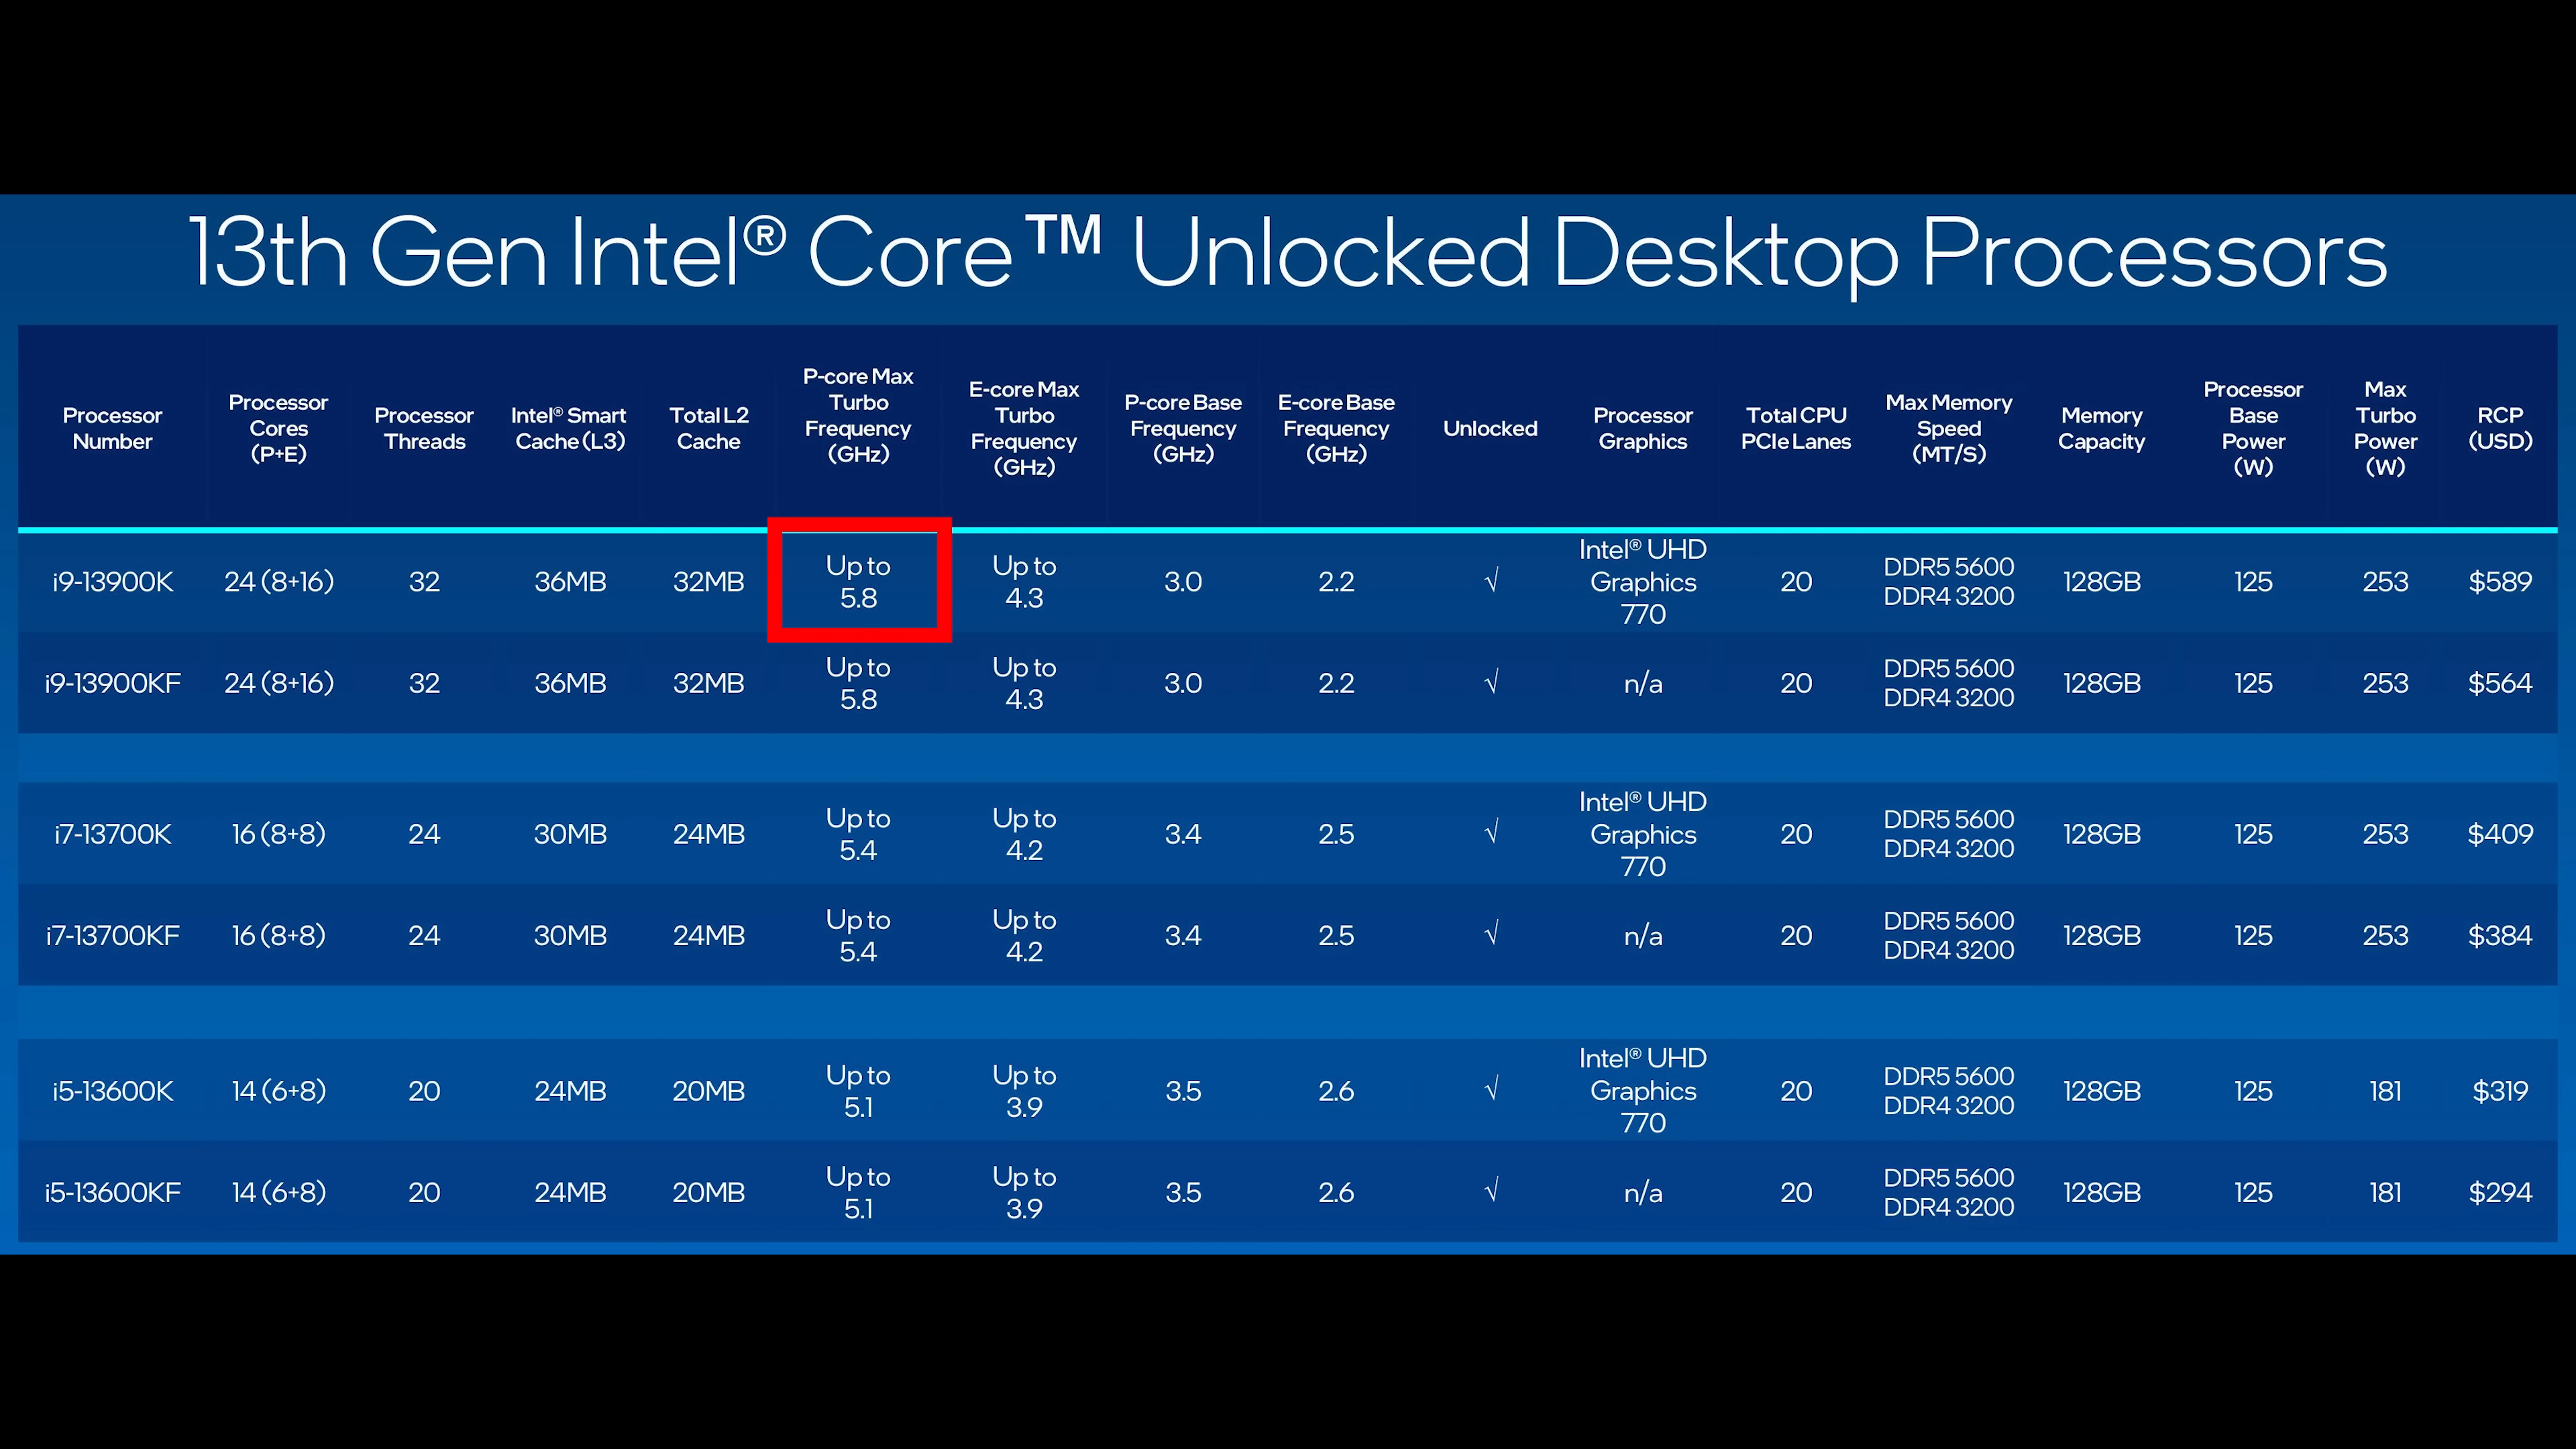 13th Gen Intel® Core™ Unlocked Desktop Processors
Processor Number Processor Cores (P+E) Processor Threads Intel® Smart Cache (L3) Total L2 Cache P-core Max Turbo Frequency (GHz) E-core Max Turbo Frequency (GHz) P-core Base Frequency (GHz) E-core Base Frequency (GHz) Unlocked Processor Graphics Total CPU PCIe Lanes Max Memory Speed (MT/S) Memory Capacity Processor Base Power (W) Max Turbo Power (W) RCP (USD)
i9-13900K 24 (8+16) 32 36MB 32MB Up to 5.8 Up to 4.3 3.0 2.2 √ Intel® UHD Graphics 770 20 DDR5 5600 DDR4 3200 128GB 125 253 $589
i9-13900KF 24 (8+16) 32 36MB 32MB Up to 5.8 Up to 4.3 3.0 2.2 √ n/a 20 DDR5 5600 DDR4 3200 128GB 125 253 $564
i7-13700K 16 (8+8) 24 30MB 24MB Up to 5.4 Up to 4.2 3.4 2.5 √ Intel® UHD Graphics 770 20 DDR5 5600 DDR4 3200 128GB 125 253 $409
i7-13700KF 16 (8+8) 24 30MB 24MB Up to 5.4 Up to 4.2 3.4 2.5 √ n/a 20 DDR5 5600 DDR4 3200 128GB 125 253 $384
i5-13600K 14 (6+8) 20 24MB 20MB Up to 5.1 Up to 3.9 3.5 2.6 √ Intel® UHD Graphics 770 20 DDR5 5600 DDR4 3200 128GB 125 181 $319
i5-13600KF 14 (6+8) 20 24MB 20MB Up to 5.1 Up to 3.9 3.5 2.6 √ n/a 20 DDR5 5600 DDR4 3200 128GB 125 181 $294